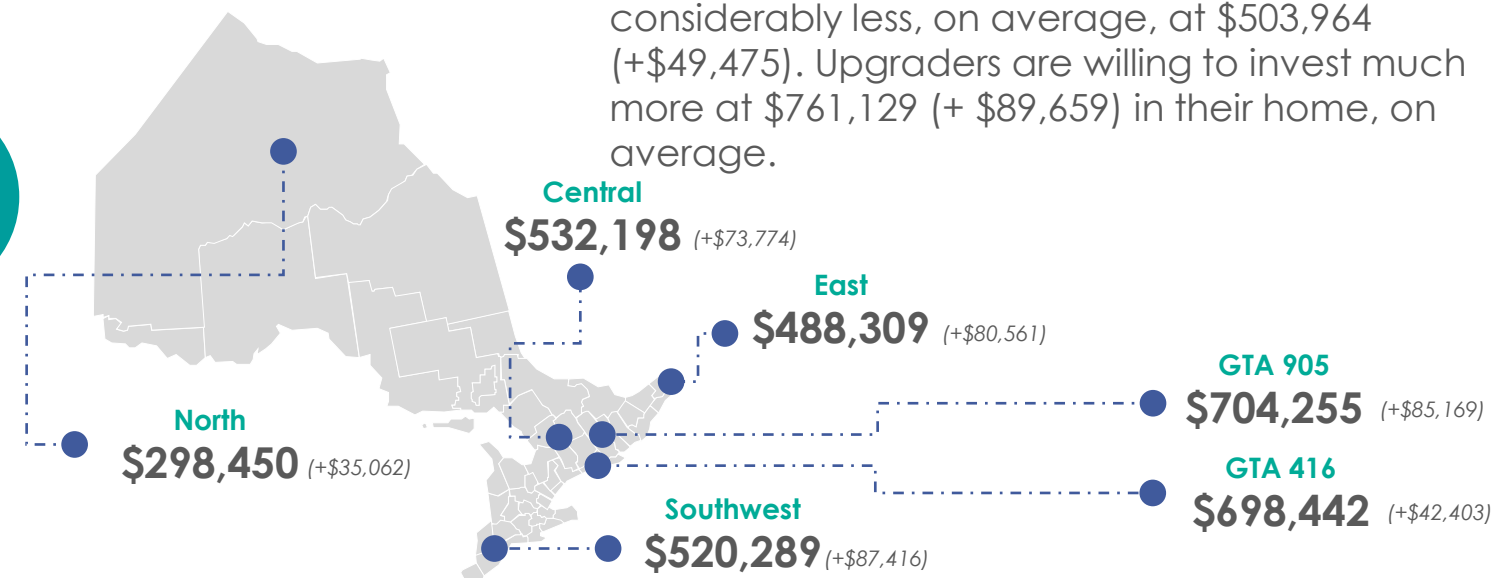 considerably less, on average, at $503,964
(+$49,475). Upgraders are willing to invest much
more at $761,129 (+ $89,659) in their home, on
average.
Central
$532,198 (+$73,774)
East
$488,309 (+$80,561)
GTA 905
$704,255 (+$85,169)
North
$298,450 (+$35,062)
GTA 416
$698,442 (+$42,403)
Southwest
$520,289 (+$87,416)